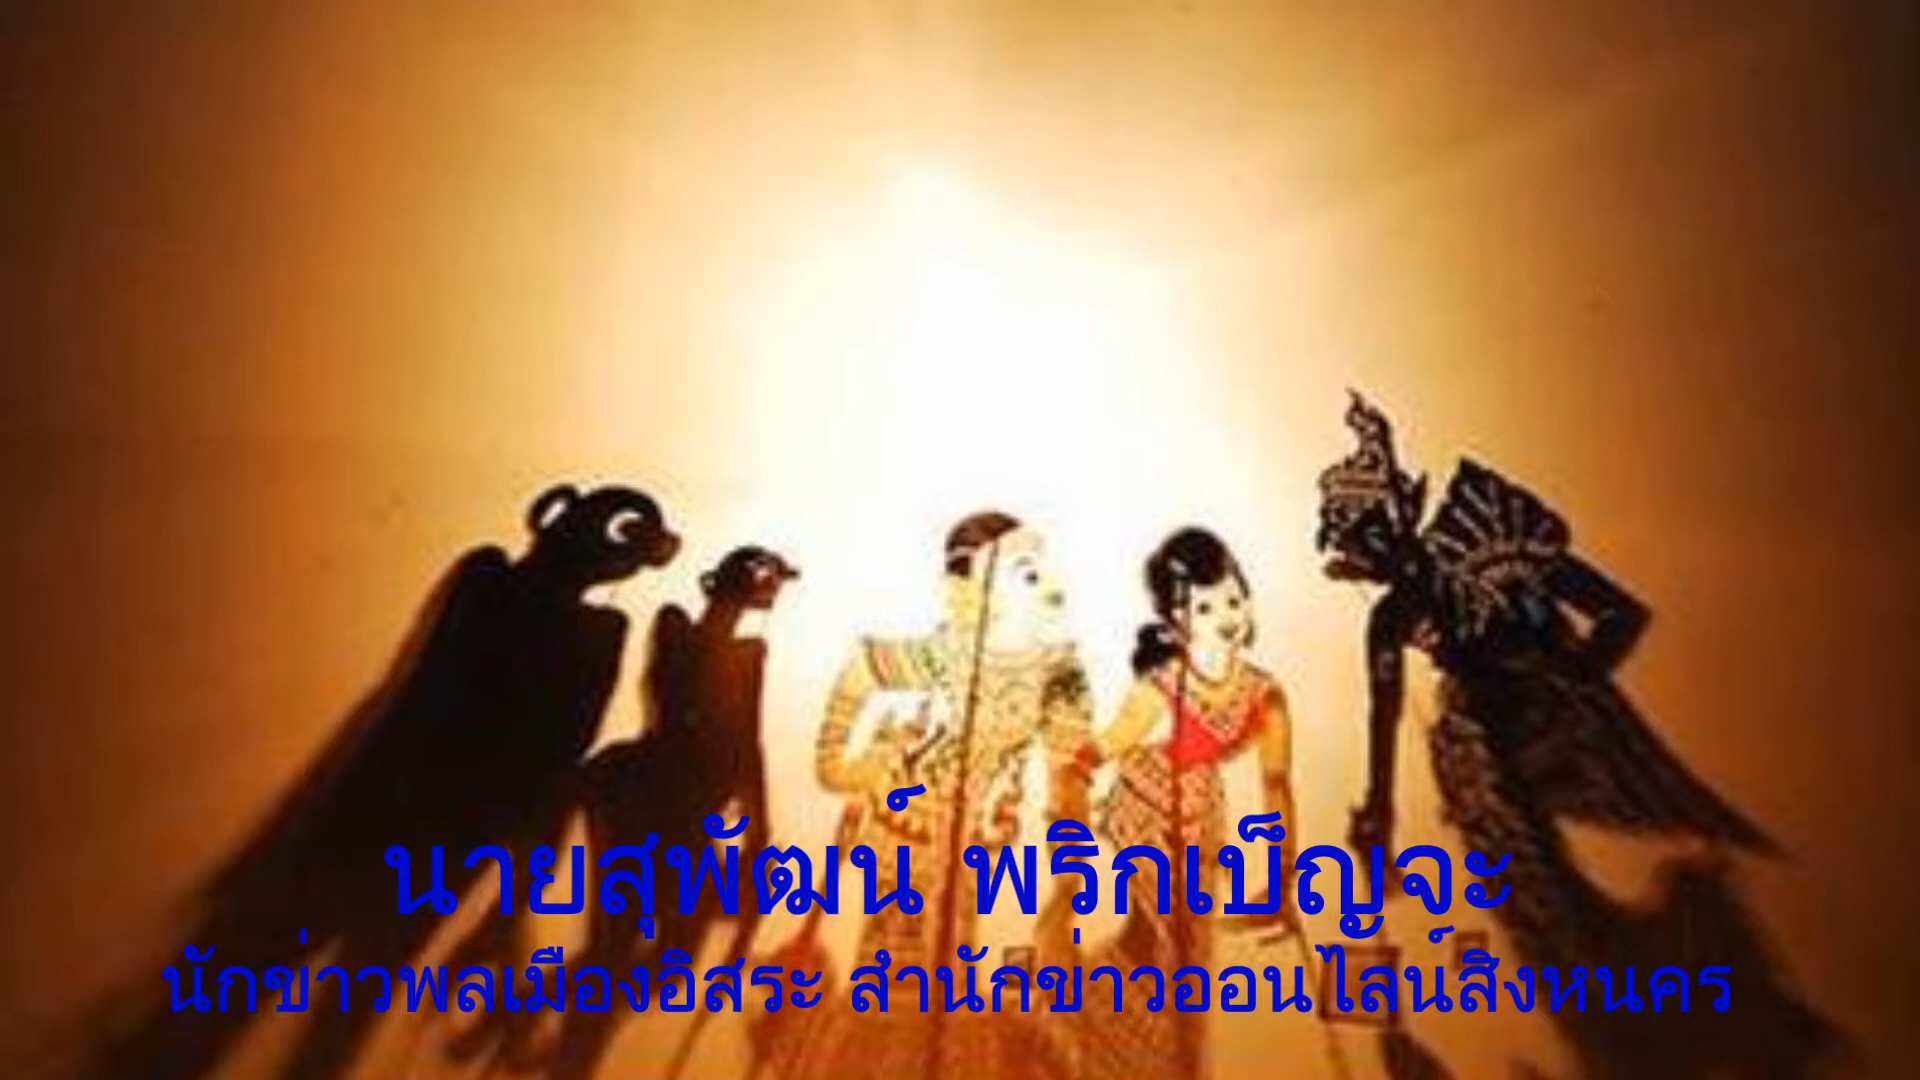 นายสุพัฒน์ พริกเบ็ญจะ
นักข่าวพลเมืองอิสระ สำนักข่าวออนไลน์สิงหนคร